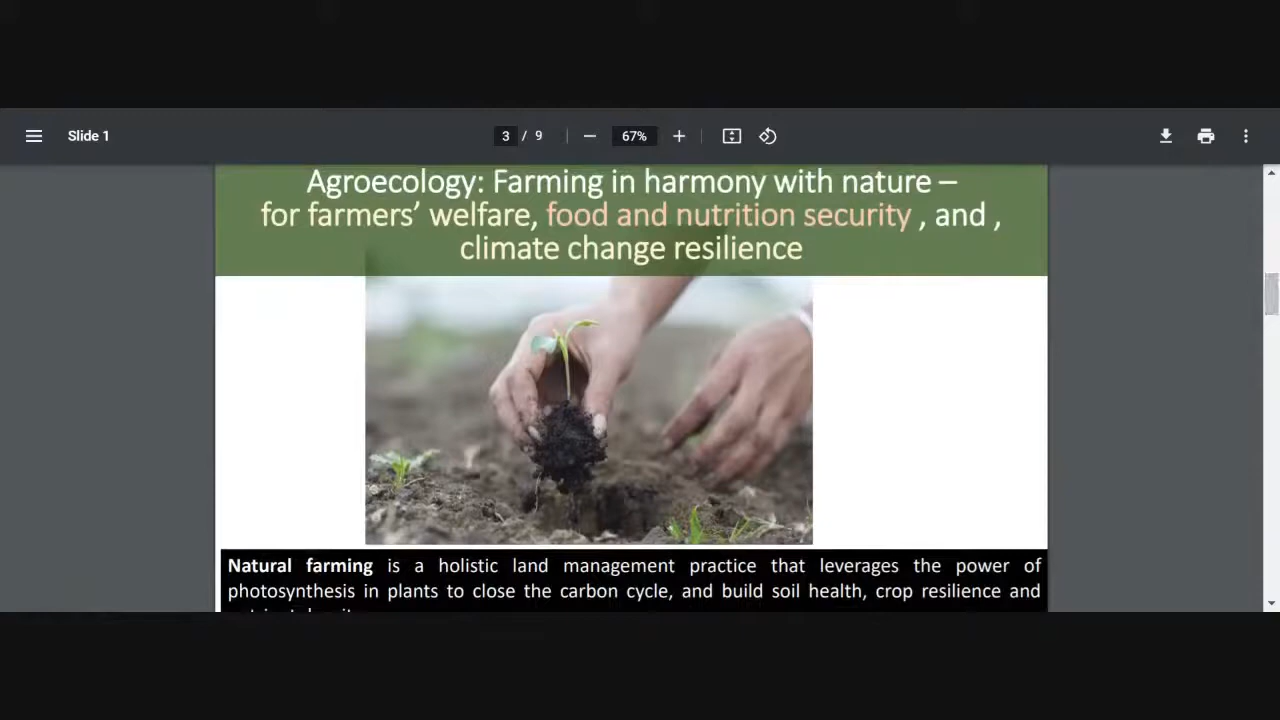 Slide 1
3 / 9
67%
Agroecology: Farming in harmony with nature –
for farmers’ welfare, food and nutrition security , and ,
climate change resilience
Natural farming is a holistic land management practice that leverages the power of
photosynthesis in plants to close the carbon cycle, and build soil health, crop resilience and